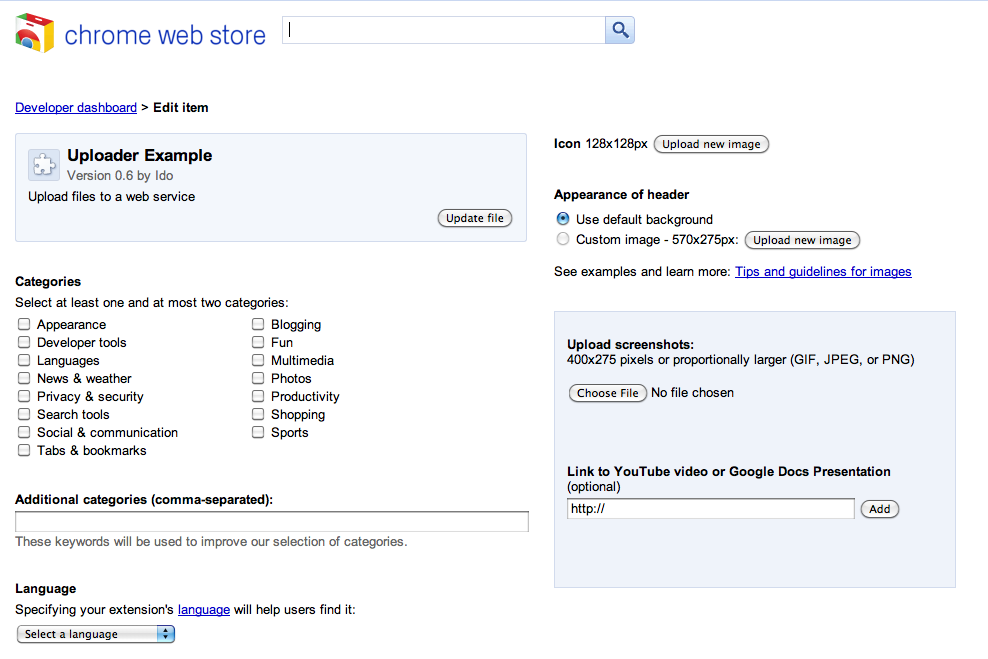 chrome web store
Developer dashboard > Edit item
Uploader Example
Version 0.6 by Ido
Upload files to a web service
Update file
Categories
Select at least one and at most two categories:
Appearance
Developer tools
Languages
News & weather
Privacy & security
Search tools
Social & communication
Tabs & bookmarks
Blogging
Fun
Multimedia
Photos
Productivity
Shopping
Sports
Additional categories (comma-separated):
These keywords will be used to improve our selection of categories.
Language
Specifying your extension's language will help users find it:
Select a language
Icon 128x128px Upload new image
Appearance of header
Use default background
Custom image - 570x275px: Upload new image
See examples and learn more: Tips and guidelines for images
Upload screenshots:
400x275 pixels or proportionally larger (GIF, JPEG, or PNG)
Choose File No file chosen
Link to YouTube video or Google Docs Presentation
(optional)
http:// Add